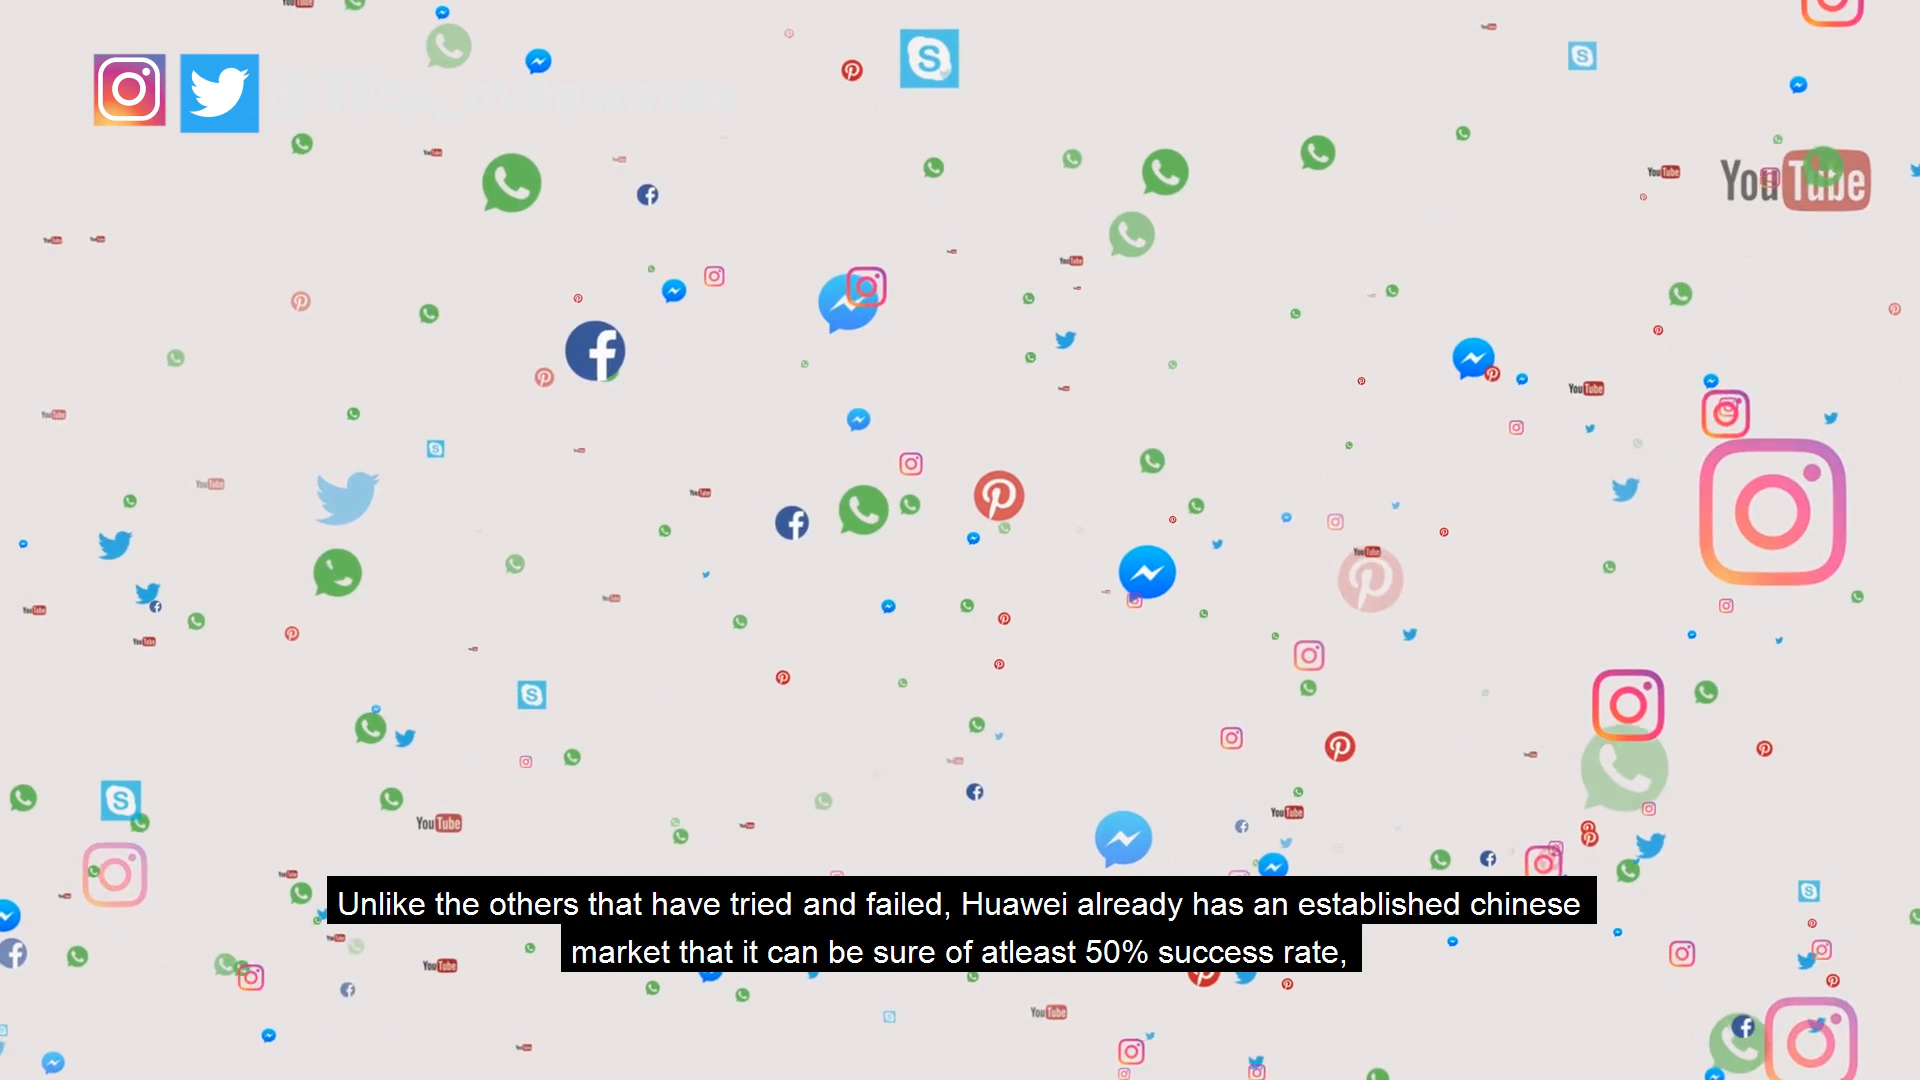 YouTube
Unlike the others that have tried and failed, Huawei already has an established chinese
market that it can be sure of atleast 50% success rate,